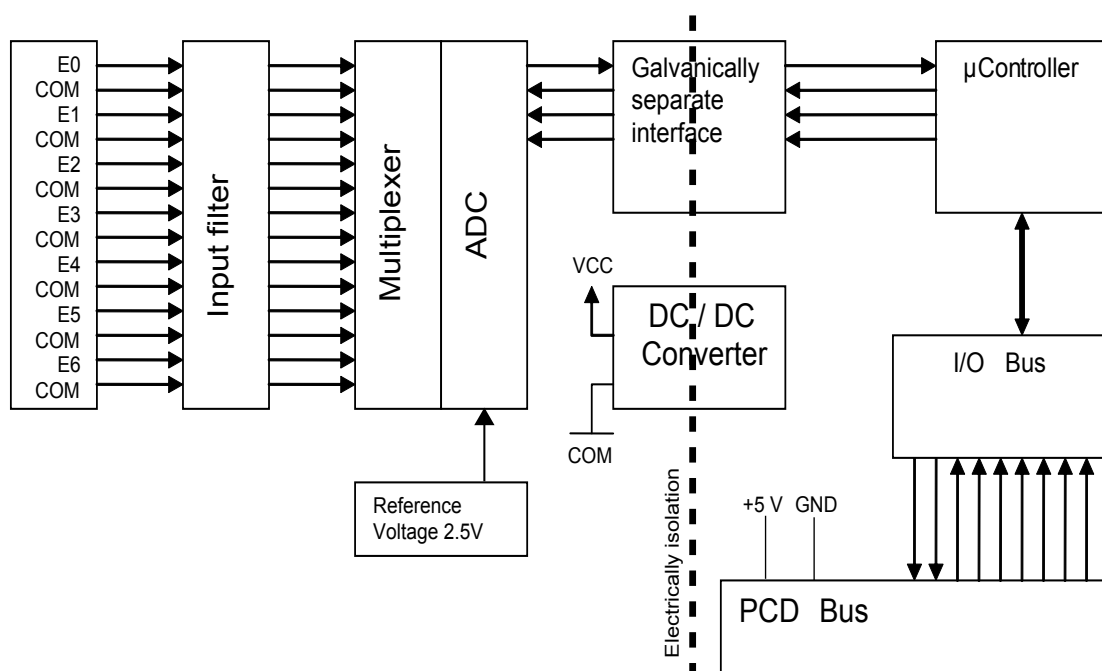 E0
COM
E1
COM
E2
COM
E3
COM
E4
COM
E5
COM
E6
COM
Input filter
Multiplexer
ADC
Galvanically
separate
interface
µController
VCC
DC / DC
Converter
COM
I/O Bus
Reference
Voltage 2.5V
Electrically isolation
+5 V GND
PCD Bus